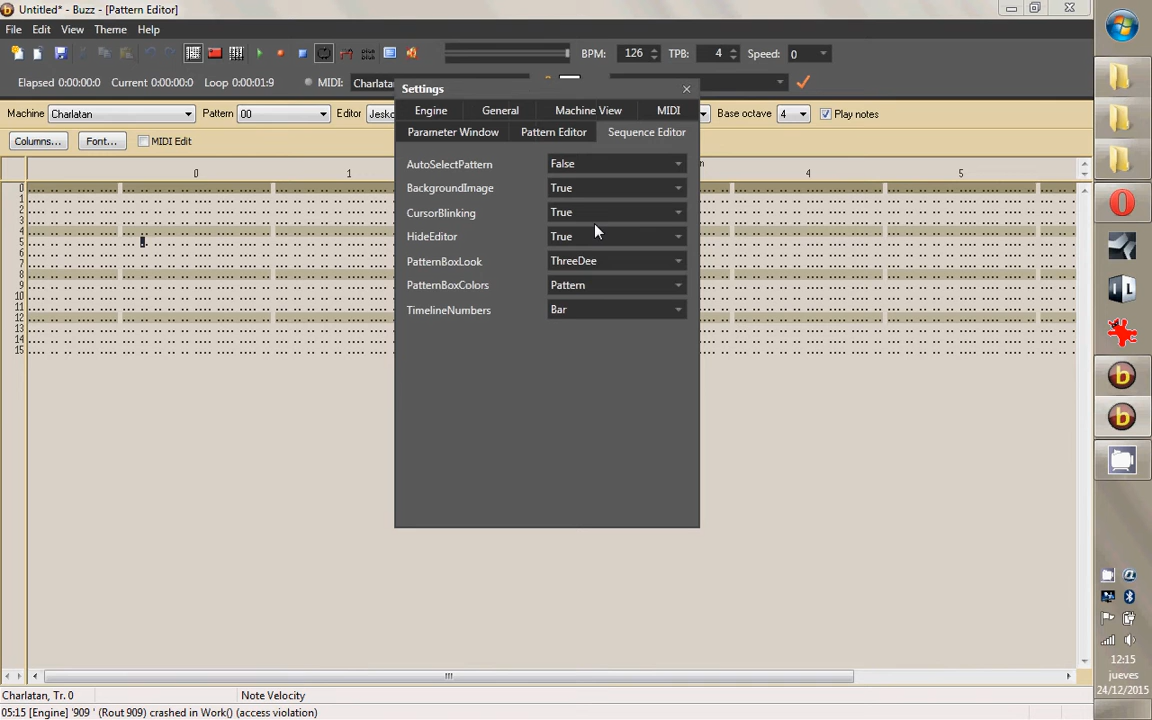 Untitled* - Buzz - [Pattern Editor]
File Edit View Theme Help
BPM: 126 TPB: 4 Speed: 0
Elapsed 0:00:00:0 Current 0:00:00:0 Loop 0:00:01:9 MIDI: Charlata
Settings
Machine Charlatan Pattern 00 Editor Jesko Base octave 4 Play notes
Engine General Machine View MIDI
Columns... Font... MIDI Edit
Parameter Window Pattern Editor Sequence Editor
0 1 4 5
AutoSelectPattern False
BackgroundImage True
CursorBlinking True
HideEditor True
PatternBoxLook ThreeDee
PatternBoxColors Pattern
TimelineNumbers Bar
0
1
2
3
4
5
6
7
8
9
10
11
12
13
14
15
Charlatan, Tr. 0 Note Velocity
05:15 [Engine] '909 ' (Rout 909) crashed in Work() (access violation)
12:15
jueves
24/12/2015